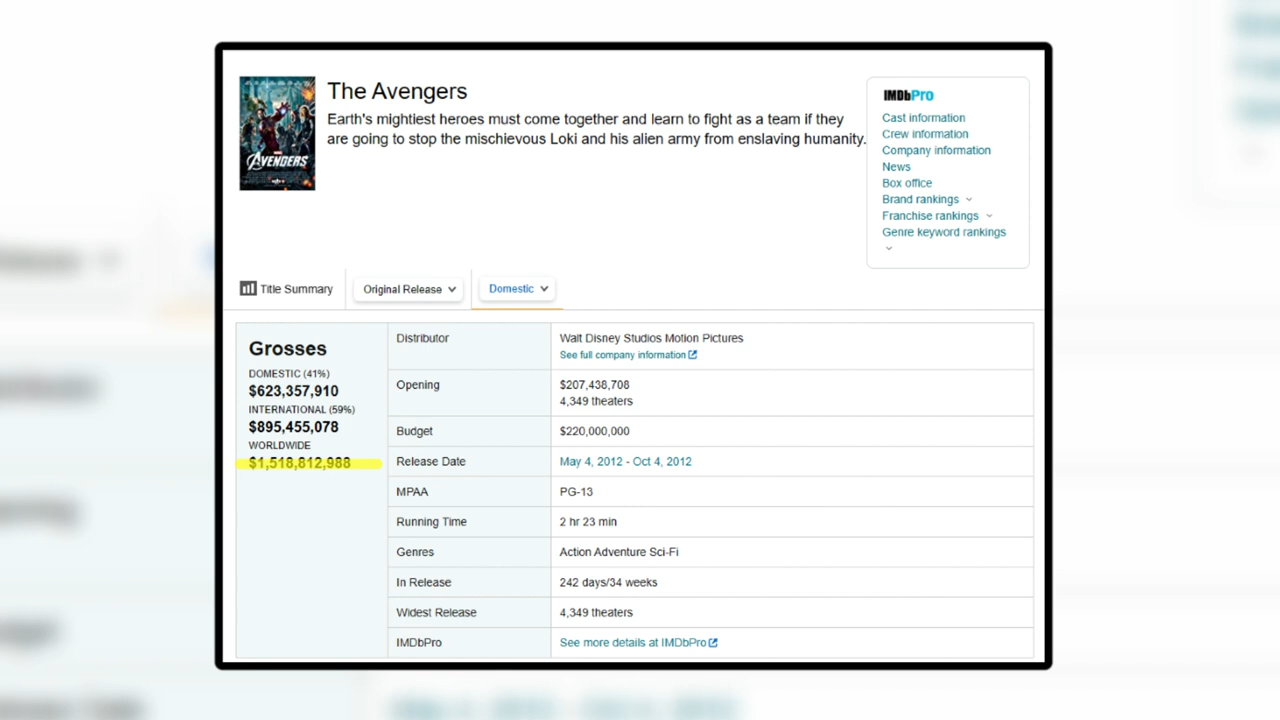 The Avengers
Earth's mightiest heroes must come together and learn to fight as a team if they
are going to stop the mischievous Loki and his alien army from enslaving humanity.
AVENGERS
IMDbPro
Cast information
Crew information
Company information
News
Box office
Brand rankings
Franchise rankings
Genre keyword rankings
Title Summary
Original Release
Domestic
Grosses
DOMESTIC (41%)
$623,357,910
INTERNATIONAL (59%)
$895,455,078
WORLDWIDE
$1,518,812,988
Distributor
Walt Disney Studios Motion Pictures
See full company information
Opening
$207,438,708
4,349 theaters
Budget
$220,000,000
Release Date
May 4, 2012 - Oct 4, 2012
MPAA
PG-13
Running Time
2 hr 23 min
Genres
Action Adventure Sci-Fi
In Release
242 days/34 weeks
Widest Release
4,349 theaters
IMDbPro
See more details at IMDbPro